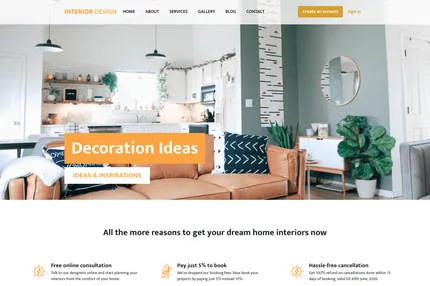 INTERIOR DESIGN HOME ABOUT SERVICES GALLERY BLOG CONTACT Create an account Sign In
Decoration Ideas
IDEAS & INSPIRATIONS
All the more reasons to get your dream home interiors now
Free online consultation
Talk to our designers online and start planning your
interiors from the comfort of your home.
Pay just 5% to book
We've dropped our booking fees. Now book your
projects by paying just 5% instead 10%.
Hassle-free cancellation
Get 100% refund on cancellations done within 15
days of booking. Valid till 30th June, 2020.